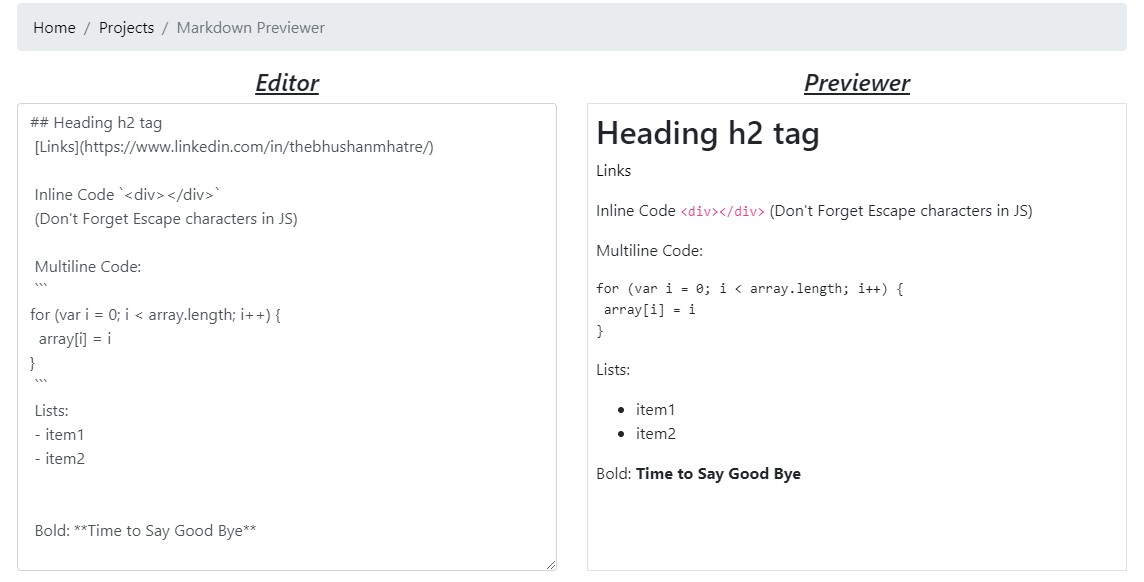 Home / Projects / Markdown Previewer
Editor
## Heading h2 tag
[Links](https://www.linkedin.com/in/thebhushanmhatre/)
Inline Code `<div></div>`
(Don't Forget Escape characters in JS)
Multiline Code:
```
for (var i = 0; i < array.length; i++) {
array[i] = i
}
```
Lists:
- item1
- item2
Bold: **Time to Say Good Bye**
Previewer
Heading h2 tag
Links
Inline Code <div></div> (Don't Forget Escape characters in JS)
Multiline Code:
for (var i = 0; i < array.length; i++) {
array[i] = i
}
Lists:
• item1
• item2
Bold: Time to Say Good Bye